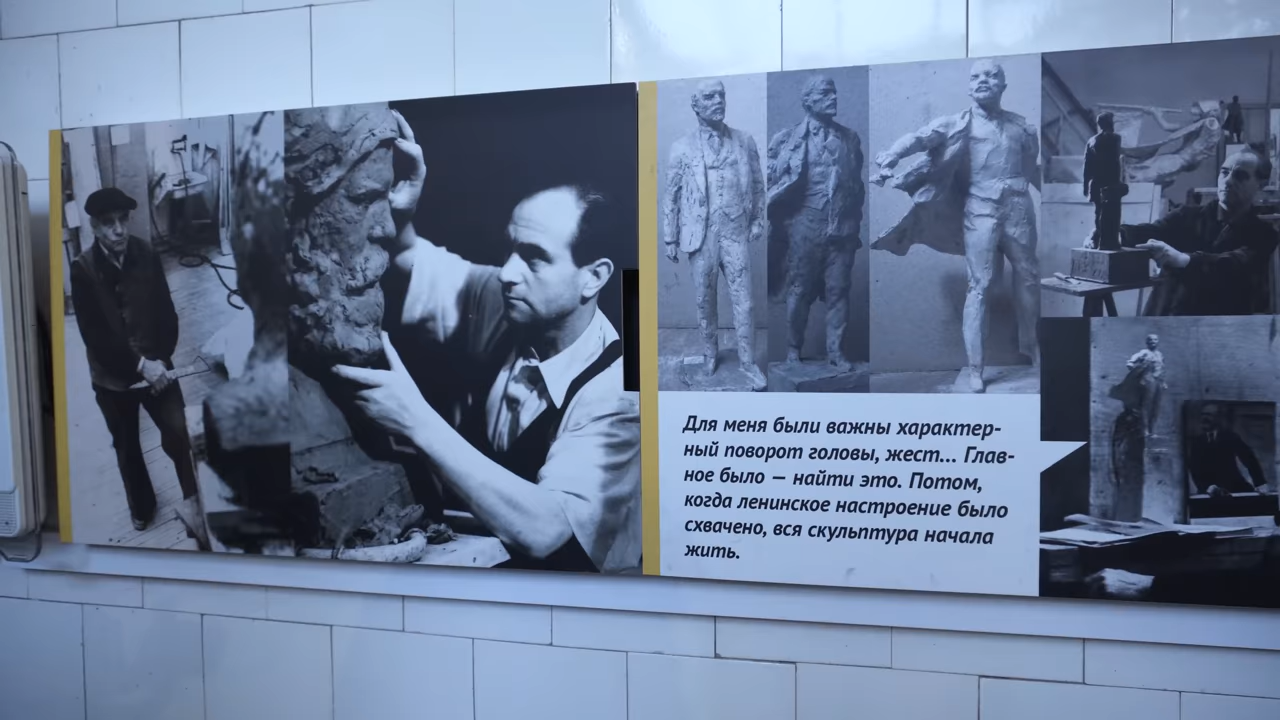 Для меня были важны характер-
ный поворот головы, жест... Глав-
ное было — найти это. Потом,
когда ленинское настроение было
схвачено, вся скульптура начала
жить.